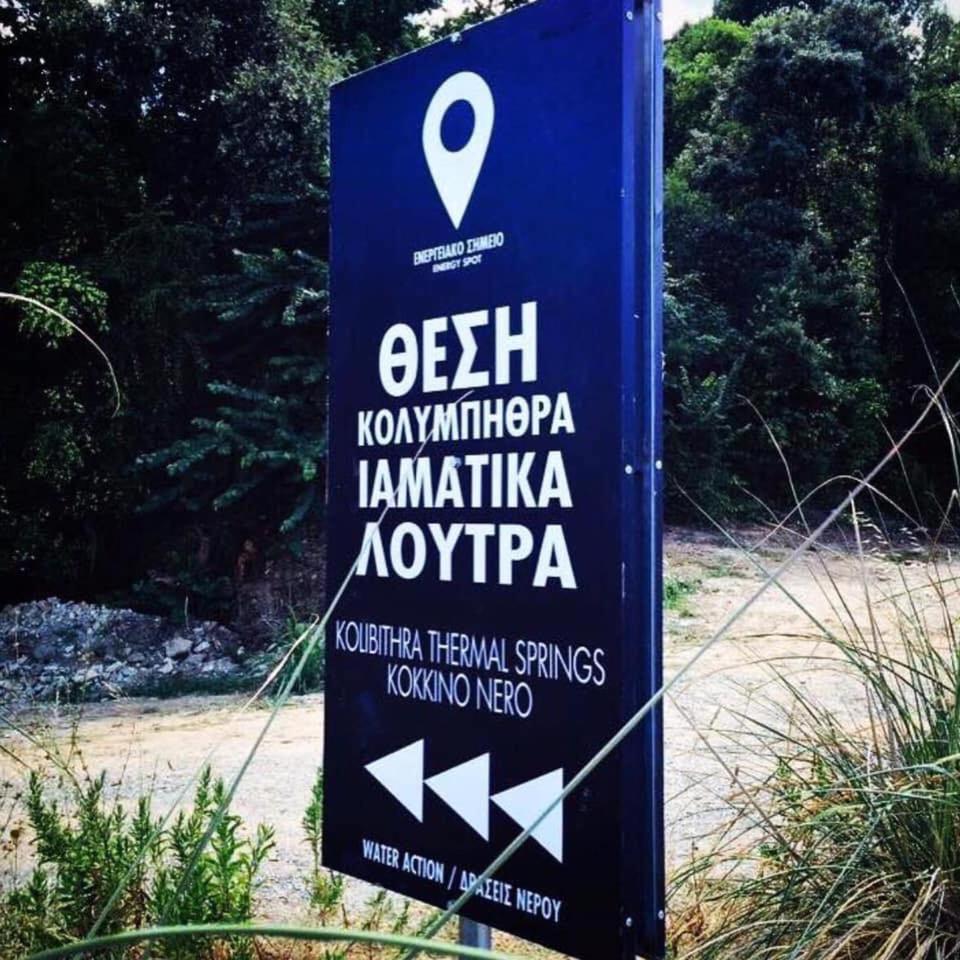 ΕΝΕΡΓΕΙΑΚΟ ΣΗΜΕΙΟ
ENERGY SPOT
ΘΕΣΗ
ΚΟΛΥΜΠΗΘΡΑ
ΙΑΜΑΤΙΚΑ
ΛΟΥΤΡΑ
KOLIBITHRA THERMAL SPRINGS
KOKKINO NERO
WATER ACTION / ΔΡΑΣΕΙΣ ΝΕΡΟΥ